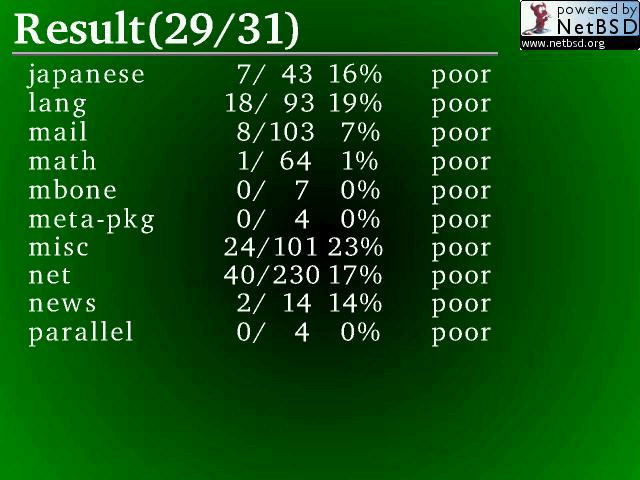 Result(29/31)
powered by
NetBSD
www.netbsd.org
japanese 7/ 43 16% poor
lang 18/ 93 19% poor
mail 8/103 7% poor
math 1/ 64 1% poor
mbone 0/ 7 0% poor
meta-pkg 0/ 4 0% poor
misc 24/101 23% poor
net 40/230 17% poor
news 2/ 14 14% poor
parallel 0/ 4 0% poor